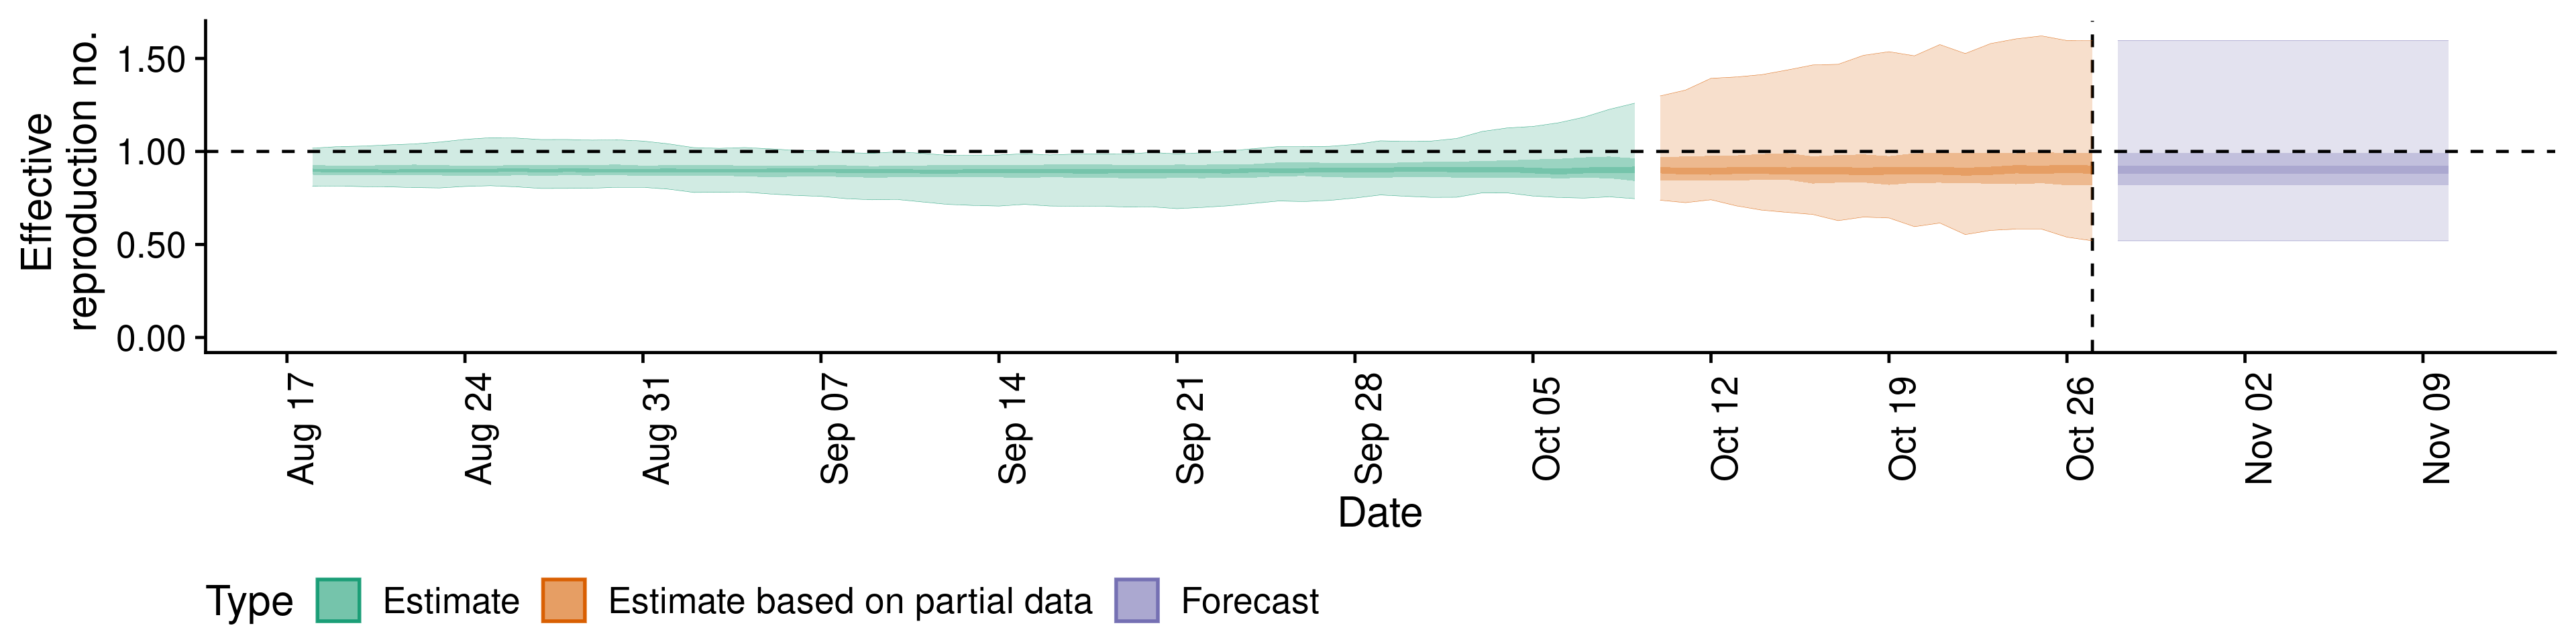 Effective
reproduction no.
1.50
1.00
0.50
0.00
Aug 17
Aug 24
Aug 31
Sep 07
Sep 14
Sep 21
Sep 28
Oct 05
Oct 12
Oct 19
Oct 26
Nov 02
Nov 09
Date
Type Estimate Estimate based on partial data Forecast